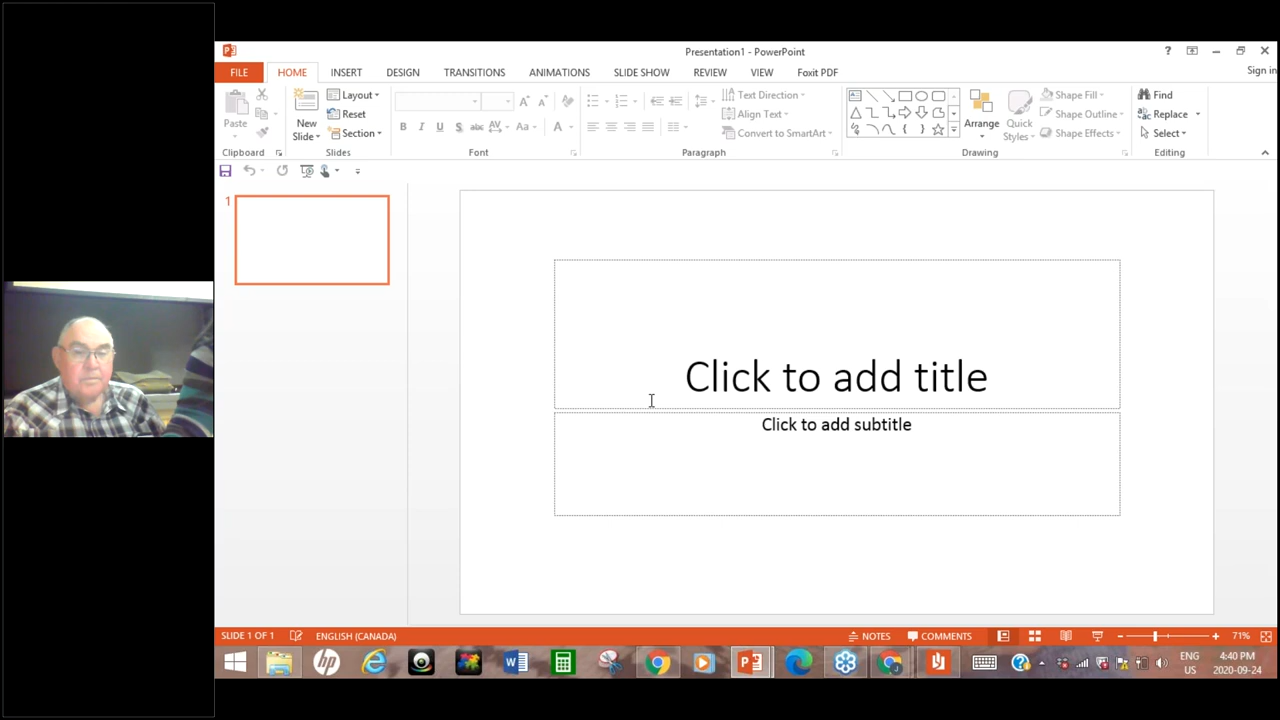 Presentation1 - PowerPoint
?
FILE HOME INSERT DESIGN TRANSITIONS ANIMATIONS SLIDE SHOW REVIEW VIEW Foxit PDF
Sign in
Paste
New
Slide
Layout
Reset
Section
B I U S abc AV Aa A
Text Direction
Align Text
Convert to SmartArt
Arrange
Quick
Styles
Shape Fill
Shape Outline
Shape Effects
Find
Replace
Select
Clipboard Slides Font Paragraph Drawing Editing
1
Click to add title
Click to add subtitle
SLIDE 1 OF 1 ENGLISH (CANADA) NOTES COMMENTS 71%
ENG
US
4:40 PM
2020-09-24